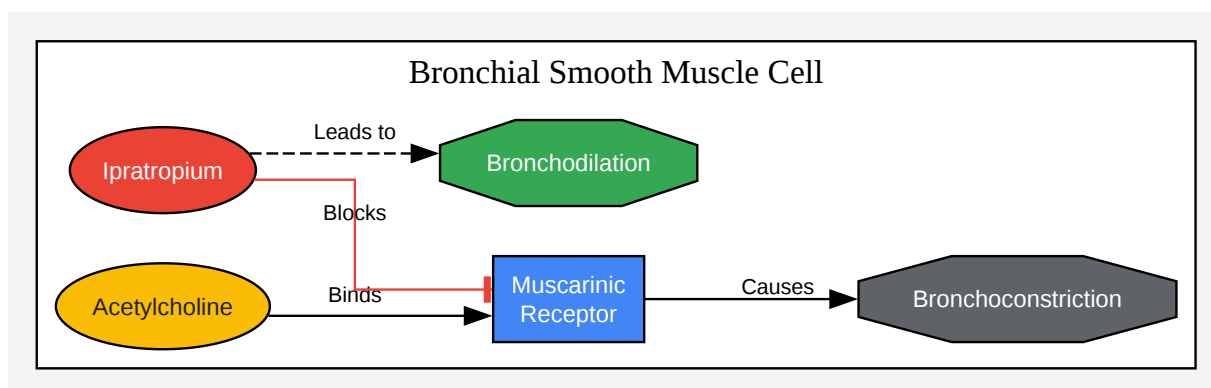 Bronchial Smooth Muscle Cell
Leads to
Ipratropium
Bronchodilation
Blocks
Acetylcholine
Binds
Muscarinic
Receptor
Causes
Bronchoconstriction